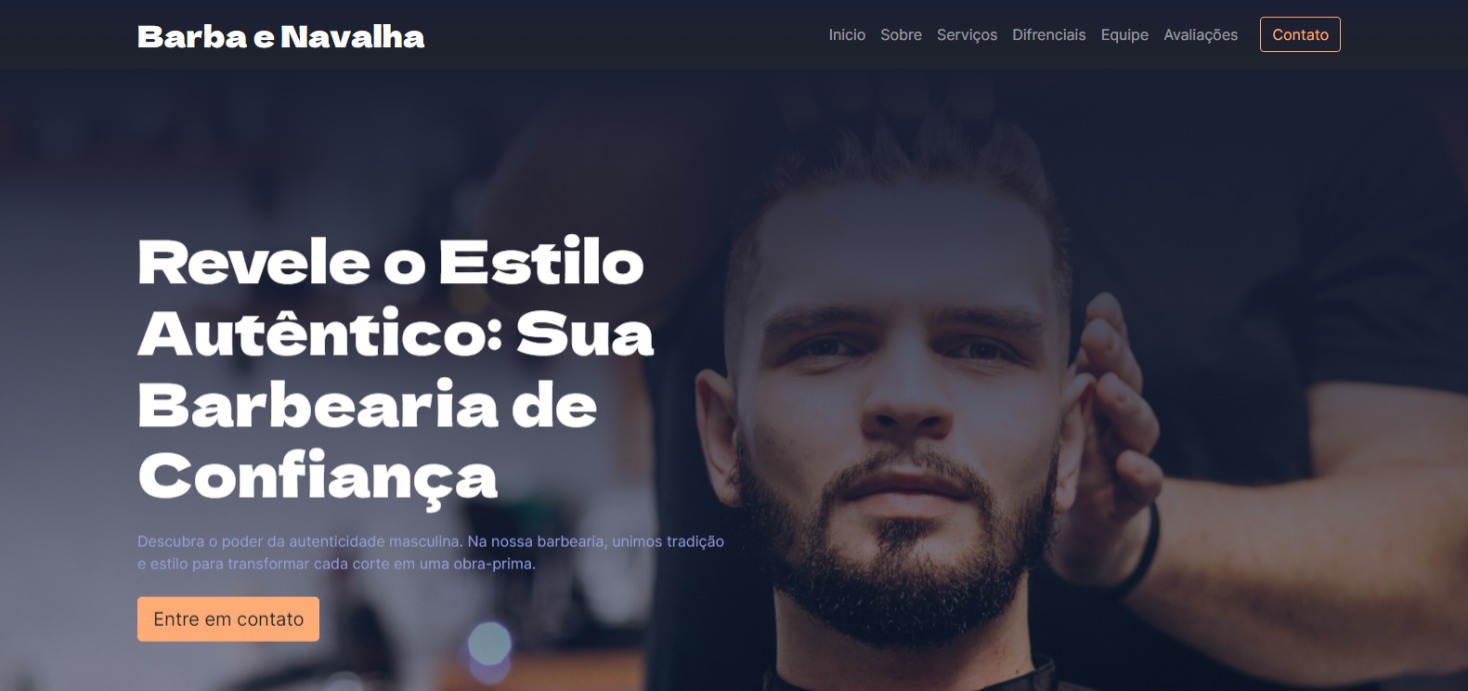 Barba e Navalha
Inicio Sobre Serviços Difrenciais Equipe Avaliações Contato
Revele o Estilo
Autêntico: Sua
Barbearia de
Confiança
Descubra o poder da autenticidade masculina. Na nossa barbearia, unimos tradição
e estilo para transformar cada corte em uma obra-prima.
Entre em contato